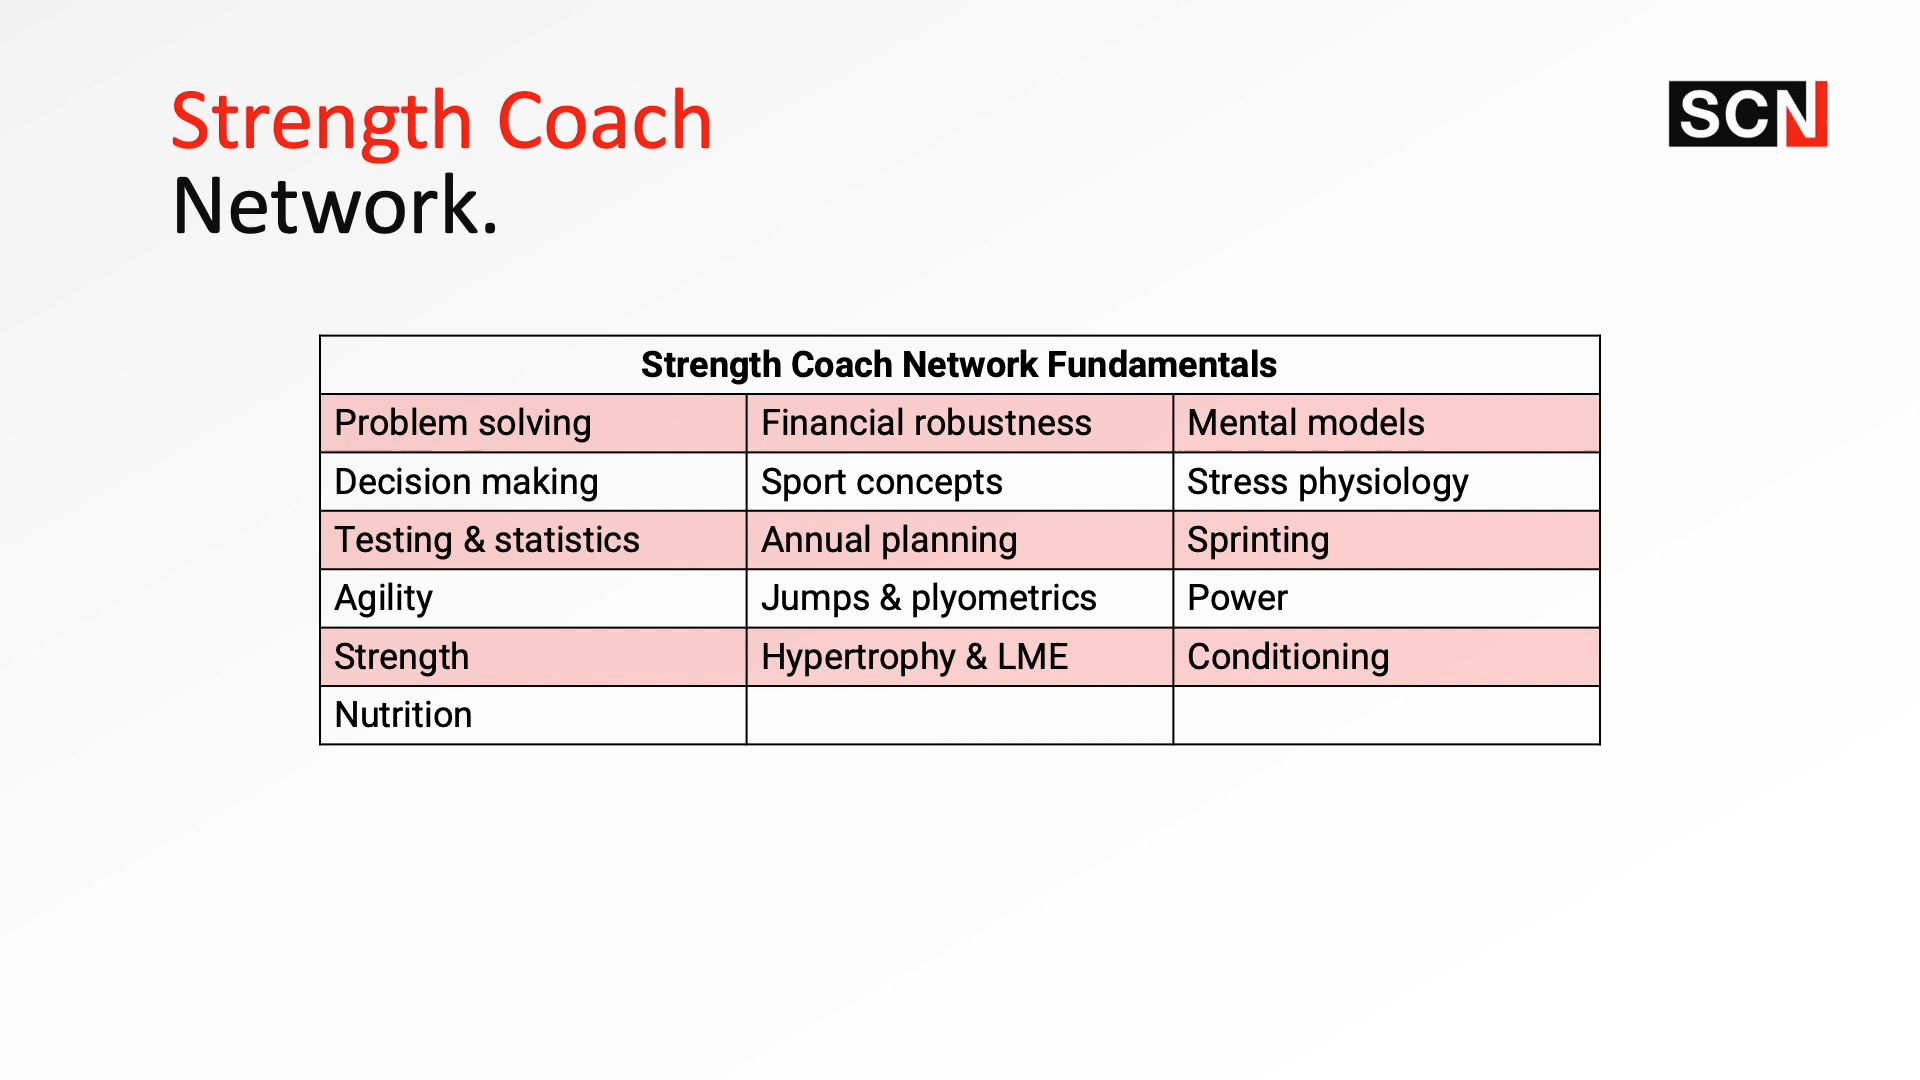 Strength Coach
Network.
SCN
Strength Coach Network Fundamentals
Problem solving Financial robustness Mental models
Decision making Sport concepts Stress physiology
Testing & statistics Annual planning Sprinting
Agility Jumps & plyometrics Power
Strength Hypertrophy & LME Conditioning
Nutrition